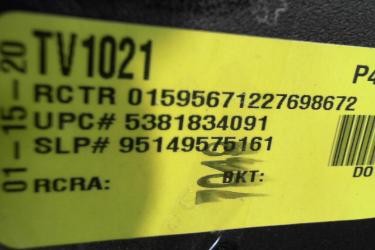 01-15-20
TV1021
P4
RCTR 01595671227698672
UPC# 5381834091
SLP# 95149575161
RCRA: BKT:
DO